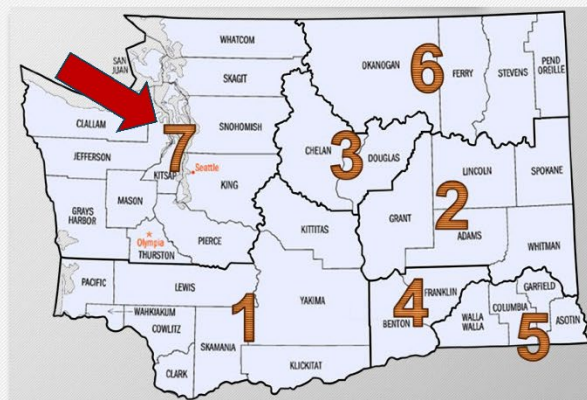 WHATCOM
SAN
JUAN
SKAGIT
OKANOGAN
6
FERRY
STEVENS
PEND
OREILLE
CLALLAM
SNOHOMISH
7
JEFFERSON
CHELAN
3
DOUGLAS
KITSAP
Seattle
KING
LINCOLN
SPOKANE
MASON
GRANT
2
ADAMS
GRAYS
HARBOR
KITTITAS
Olympia
THURSTON
PIERCE
WHITMAN
PACIFIC
LEWIS
1
YAKIMA
4
FRANKLIN
BENTON
GARFIELD
COLUMBIA
WALLA
WALLA
5
ASOTIN
WAHKIAKUM
COWLITZ
SKAMANIA
CLARK
KLICKITAT